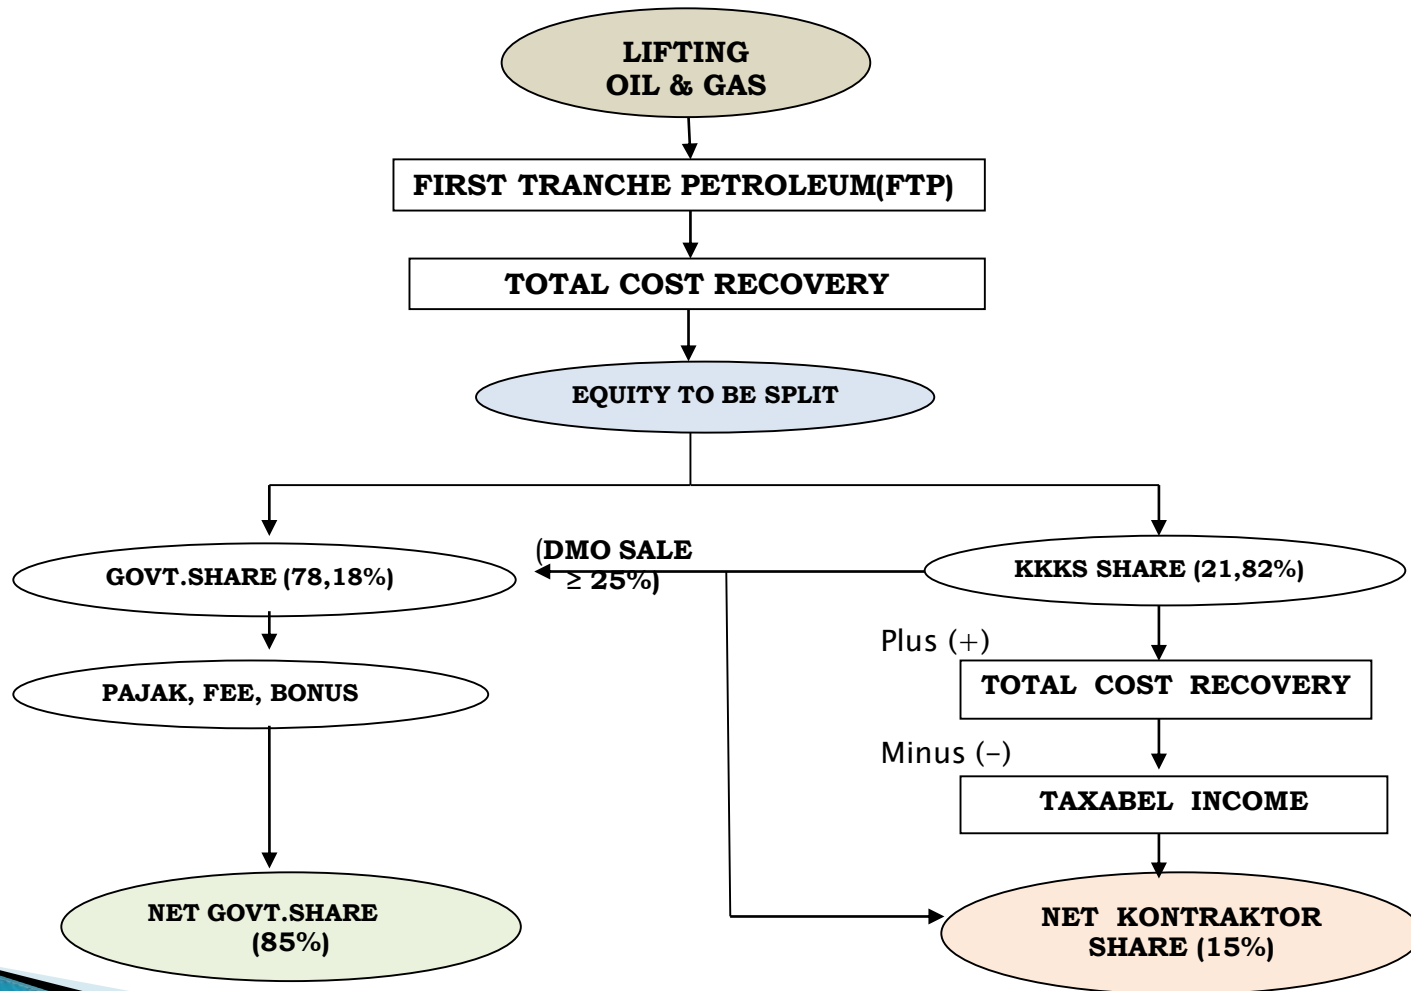 LIFTING
OIL & GAS
FIRST TRANCHE PETROLEUM(FTP)
TOTAL COST RECOVERY
EQUITY TO BE SPLIT
GOVT.SHARE (78,18%)
(DMO SALE
≥ 25%)
KKKS SHARE (21,82%)
Plus (+)
PAJAK, FEE, BONUS
TOTAL COST RECOVERY
Minus (–)
TAXABEL INCOME
NET GOVT.SHARE
(85%)
NET KONTRAKTOR
SHARE (15%)